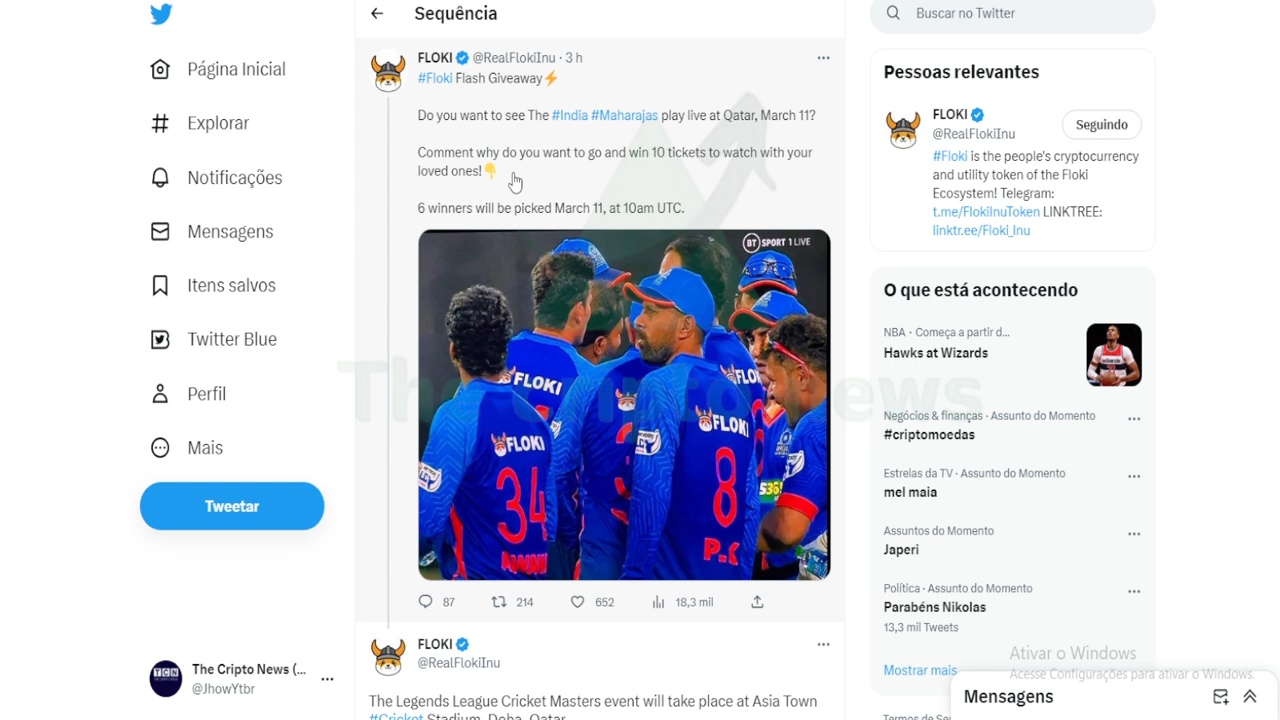 Página Inicial
Explorar
Notificações
Mensagens
Itens salvos
Twitter Blue
Perfil
Mais
Tweetar
The Cripto News (...
@JhowYtbr
TCN
Sequência
FLOKI @RealFlokiInu · 3 h
#Floki Flash Giveaway⚡
Do you want to see The #India #Maharajas play live at Qatar, March 11?
Comment why do you want to go and win 10 tickets to watch with your
loved ones!👇
6 winners will be picked March 11, at 10am UTC.
BT SPORT 1 LIVE
FLOKI
FLOKI
FLOKI
FLOKI
34
8
P.K
87 214 652 18,3 mil
FLOKI
@RealFlokiInu
The Legends League Cricket Masters event will take place at Asia Town
#Cricket Stadium, Doha, Qatar
The Cripto News
Buscar no Twitter
Pessoas relevantes
FLOKI
@RealFlokiInu
Seguindo
#Floki is the people's cryptocurrency
and utility token of the Floki
Ecosystem! Telegram:
t.me/FlokiInuToken LINKTREE:
linktr.ee/Floki_Inu
O que está acontecendo
NBA · Começa a partir d...
Hawks at Wizards
Negócios & finanças · Assunto do Momento
#criptomoedas
Estrelas da TV · Assunto do Momento
mel maia
Assuntos do Momento
Japeri
Política · Assunto do Momento
Parabéns Nikolas
13,3 mil Tweets
Mostrar mais
Ativar o Windows
Acesse Configurações para ativar o Windows.
Mensagens